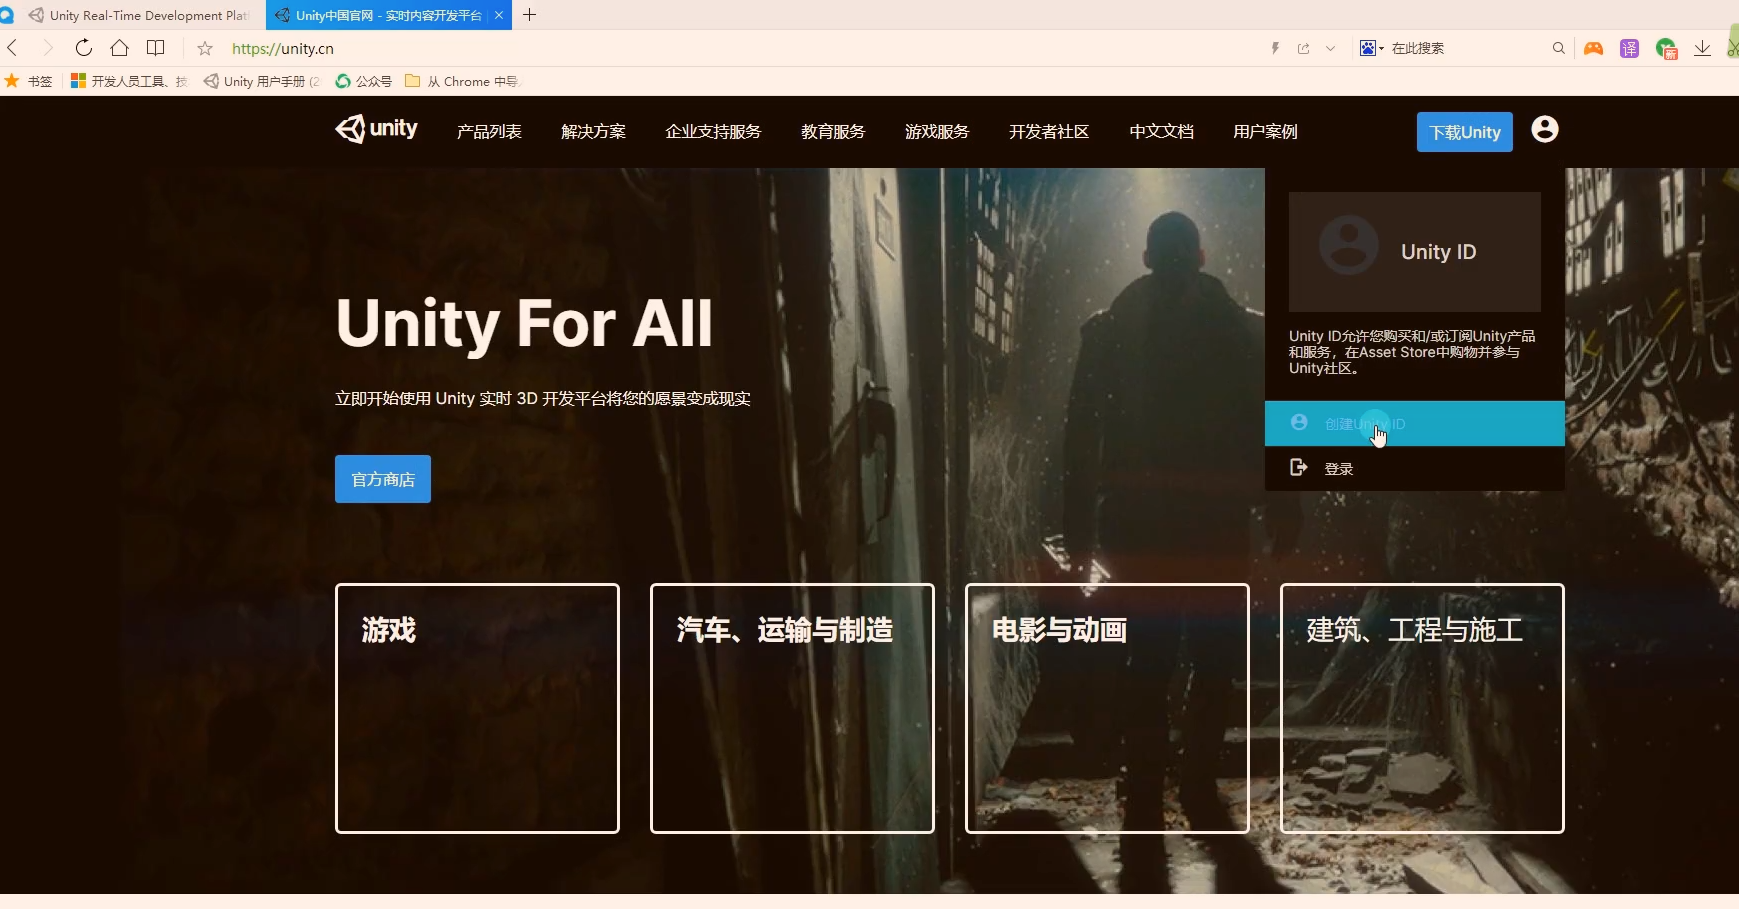 Unity Real-Time Development Plat
Unity中国官网 - 实时内容开发平台
https://unity.cn
在此搜索
译
新
书签
开发人员工具、技
Unity 用户手册 (2
公众号
从 Chrome 中导
unity
产品列表
解决方案
企业支持服务
教育服务
游戏服务
开发者社区
中文文档
用户案例
下载Unity
Unity ID
Unity ID允许您购买和/或订阅Unity产品
和服务，在Asset Store中购物并参与
Unity社区。
创建Unity ID
登录
Unity For All
立即开始使用 Unity 实时 3D 开发平台将您的愿景变成现实
官方商店
游戏
汽车、运输与制造
电影与动画
建筑、工程与施工